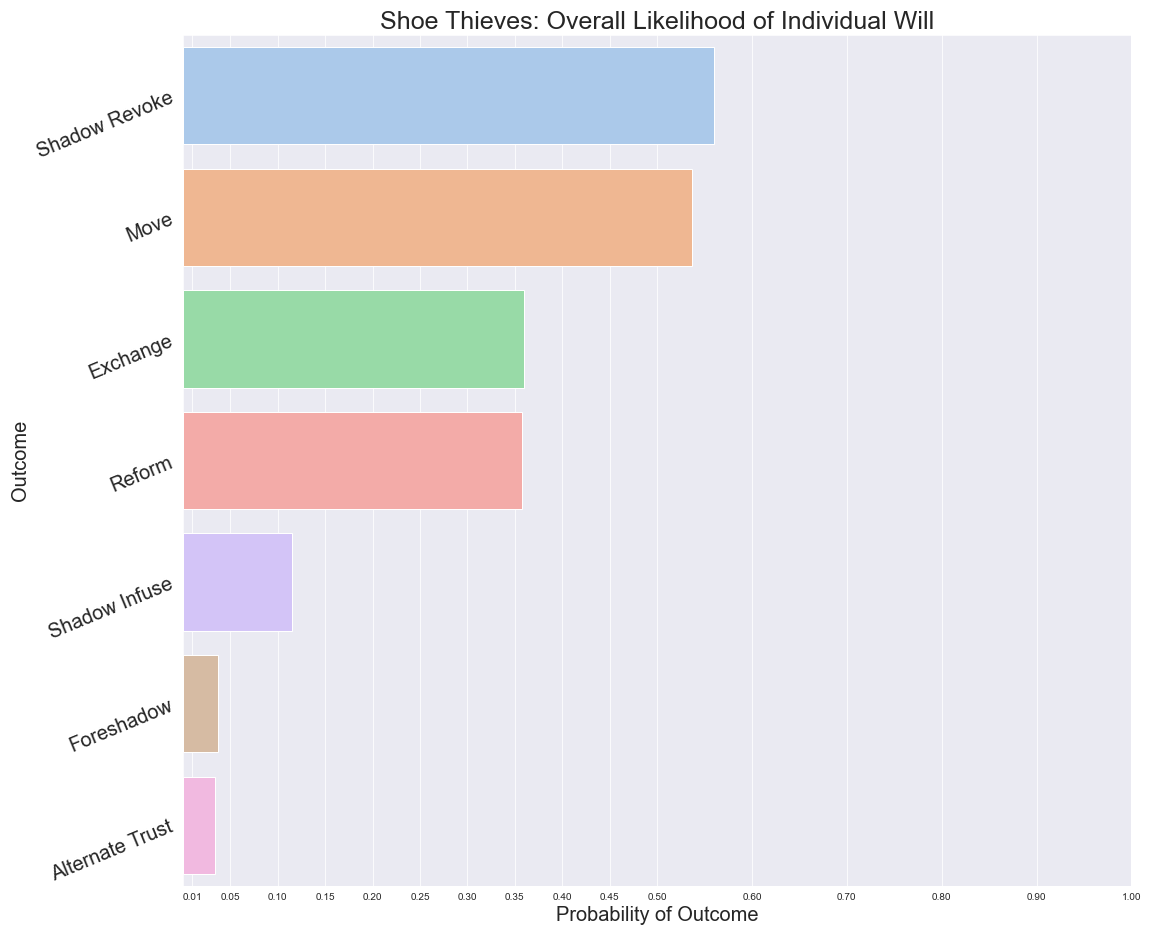 Shoe Thieves: Overall Likelihood of Individual Will
Shadow Revoke
Move
Exchange
Reform
Shadow Infuse
Foreshadow
Alternate Trust
Outcome
0.01 0.05 0.10 0.15 0.20 0.25 0.30 0.35 0.40 0.45 0.50 0.60 0.70 0.80 0.90 1.00
Probability of Outcome